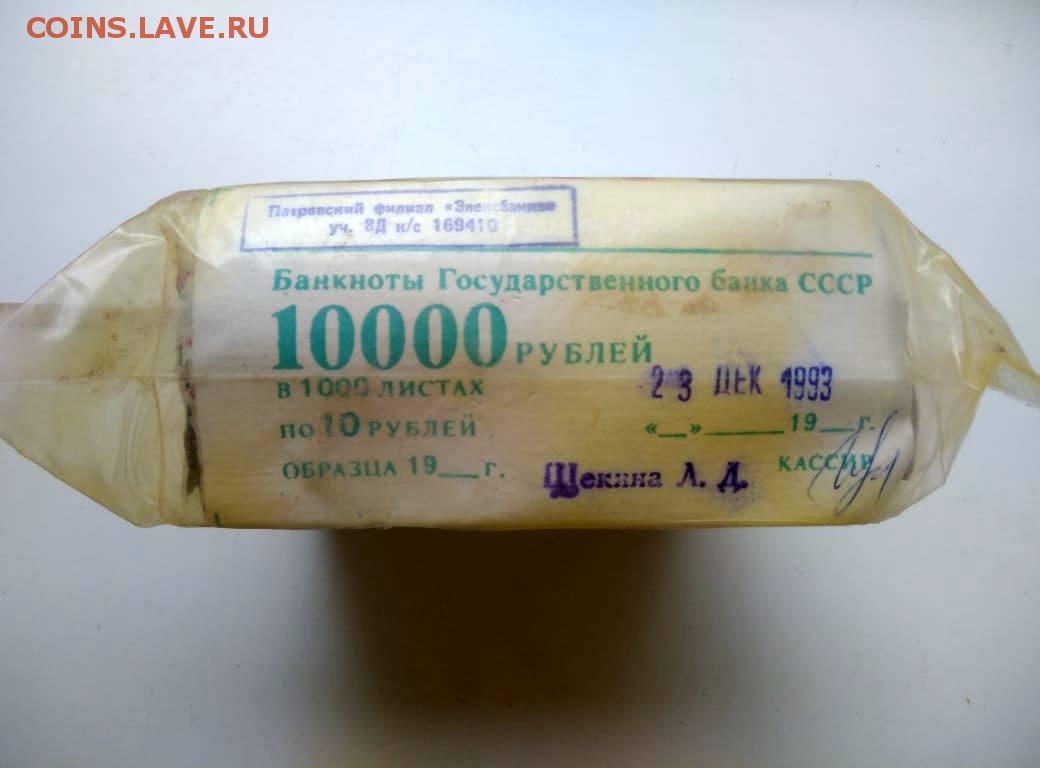 COINS.LAVE.RU
Петровский филиал «Элексбанка»
уч. 8Д к/с 169410
Банкноты Государственного банка СССР
10000 РУБЛЕЙ
В 1000 ЛИСТАХ
23 ДЕК 1993
ПО 10 РУБЛЕЙ
«__»______19__г.
ОБРАЗЦА 19__г.
Щекина Л. Д.
КАССИР